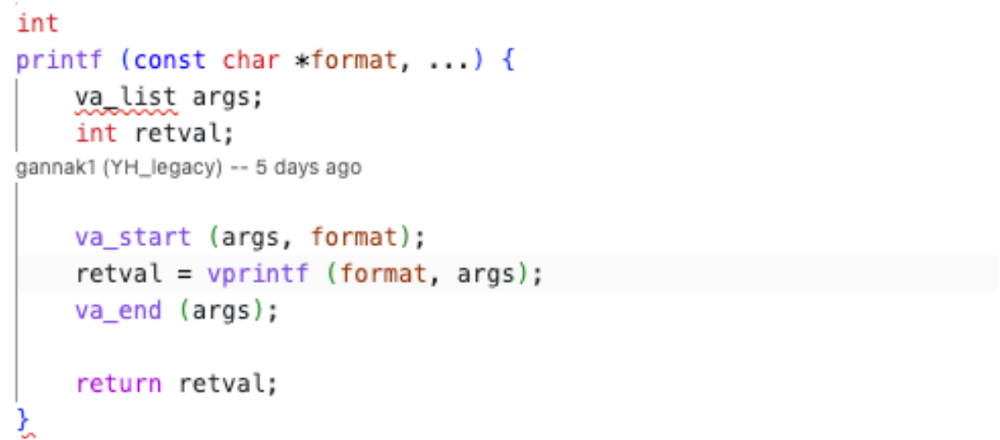 int
printf (const char *format, ...) {
va_list args;
int retval;
gannak1 (YH_legacy) -- 5 days ago
va_start (args, format);
retval = vprintf (format, args);
va_end (args);
return retval;
}